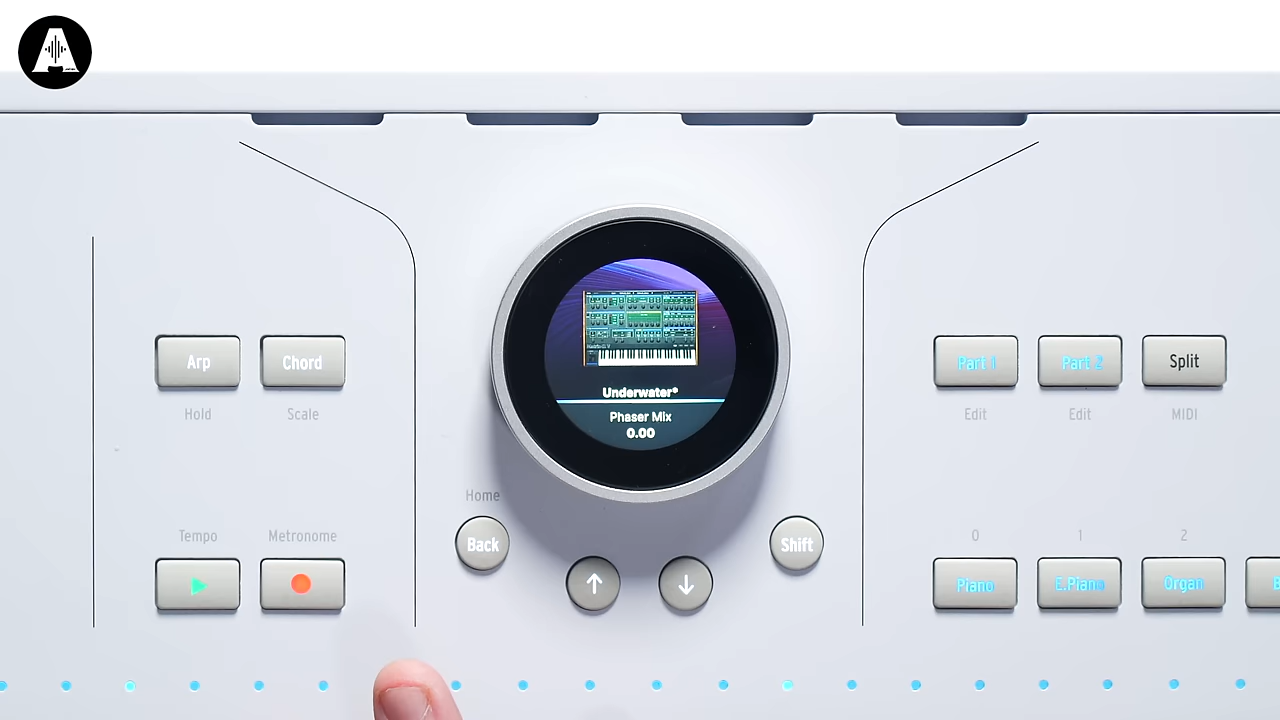 A
Underwater*
Phaser Mix
0.00
Arp
Chord
Hold
Scale
Part 1
Part 2
Split
Edit
Edit
MIDI
Home
Back
Shift
Tempo
Metronome
0
1
2
Piano
E.Piano
Organ